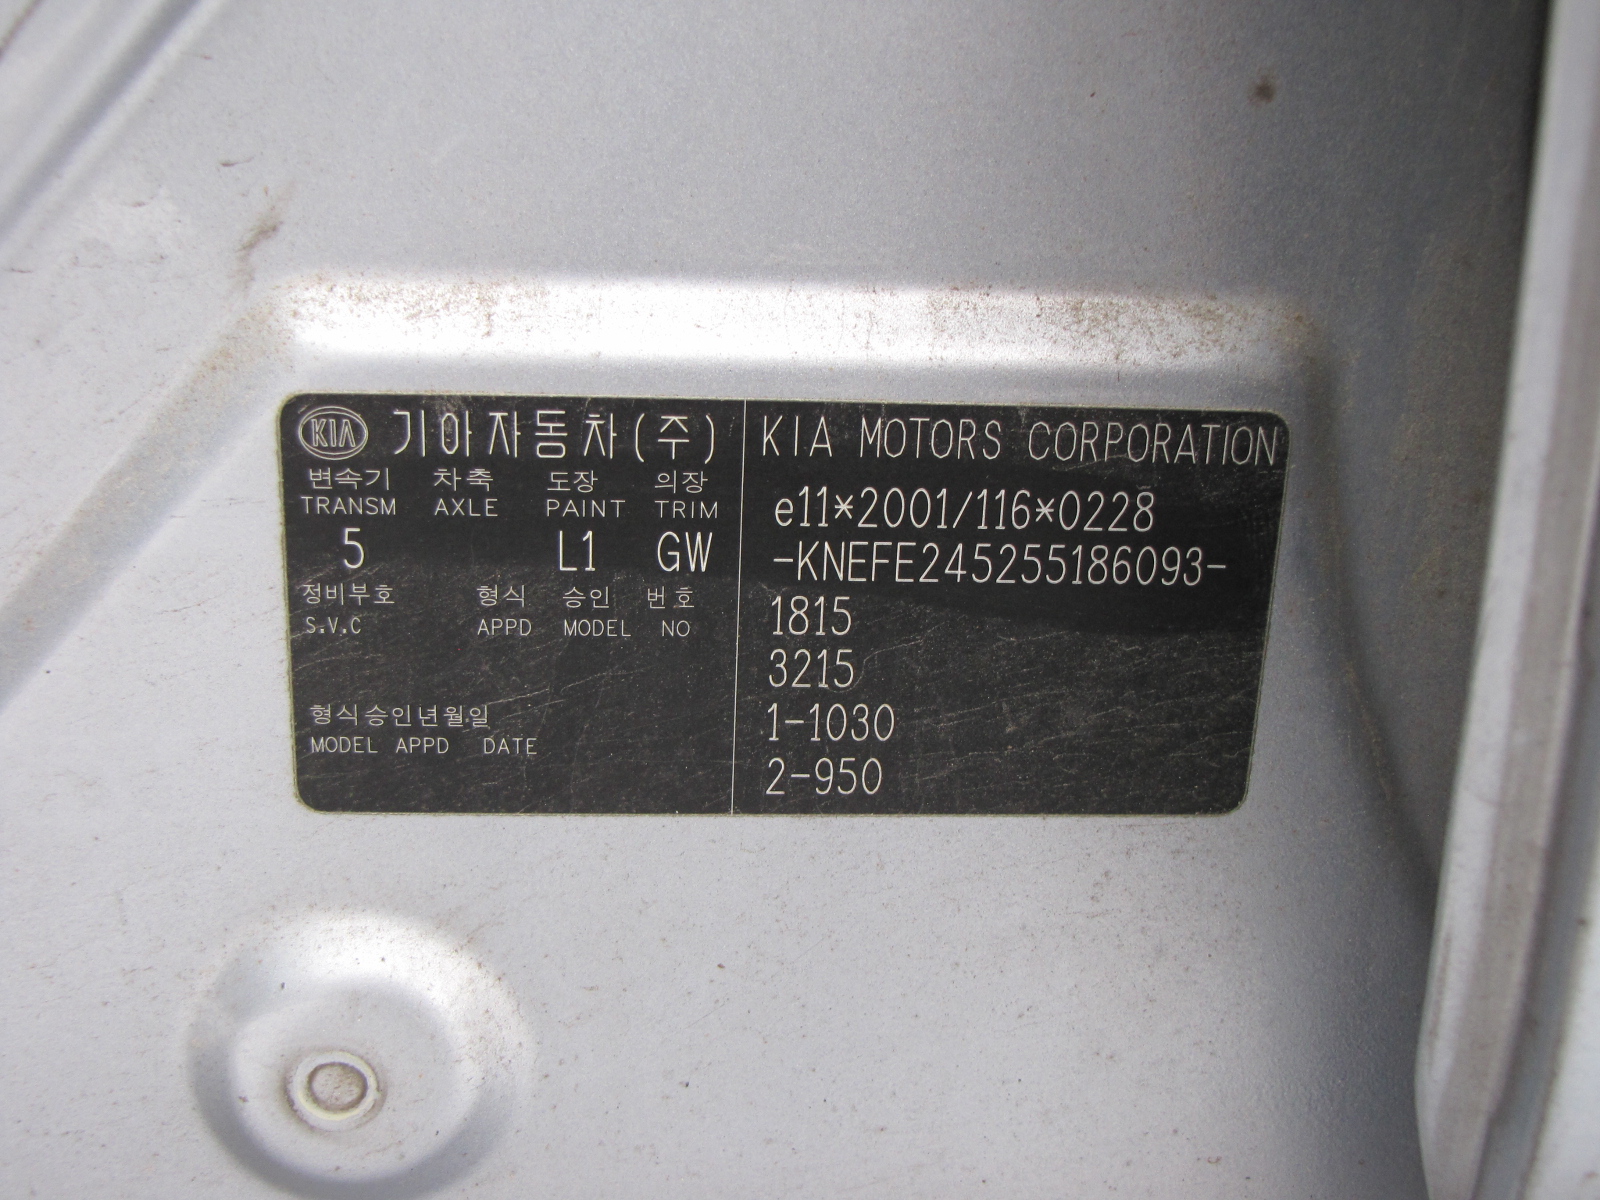 KIA 기아자동차(주)
변속기 차축 도장 의장
TRANSM AXLE PAINT TRIM
5 L1 GW
정비부호 형식 승인 번호
S.V.C APPD MODEL NO
형식승인년월일
MODEL APPD DATE
KIA MOTORS CORPORATION
e11*2001/116*0228
-KNEFE245255186093-
1815
3215
1-1030
2-950